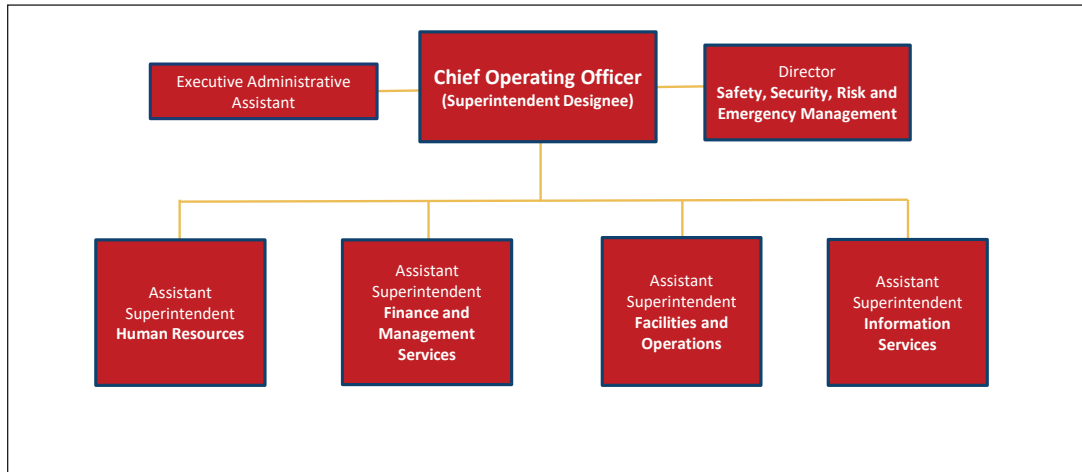 Executive Administrative
Assistant
Chief Operating Officer
(Superintendent Designee)
Director
Safety, Security, Risk and
Emergency Management
Assistant
Superintendent
Human Resources
Assistant
Superintendent
Finance and
Management
Services
Assistant
Superintendent
Facilities and
Operations
Assistant
Superintendent
Information
Services